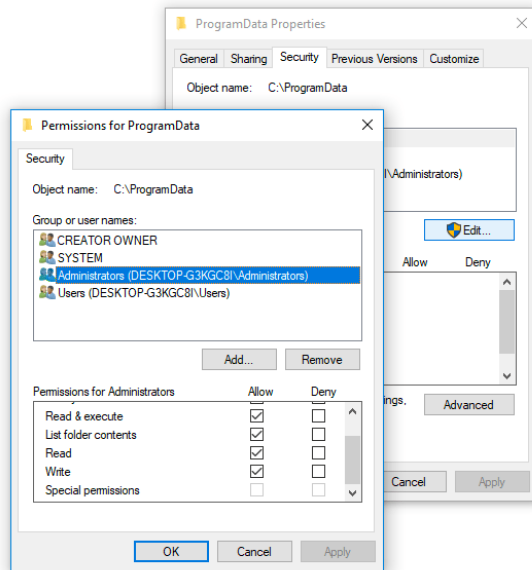 ProgramData Properties
General Sharing Security Previous Versions Customize
Object name: C:\ProgramData
\Administrators)
Edit...
Allow Deny
ings,
Advanced
Cancel Apply
Permissions for ProgramData
Security
Object name: C:\ProgramData
Group or user names:
CREATOR OWNER
SYSTEM
Administrators (DESKTOP-G3KGC8I\Administrators)
Users (DESKTOP-G3KGC8I\Users)
Add... Remove
Permissions for Administrators Allow Deny
Read & execute
List folder contents
Read
Write
Special permissions
OK Cancel Apply